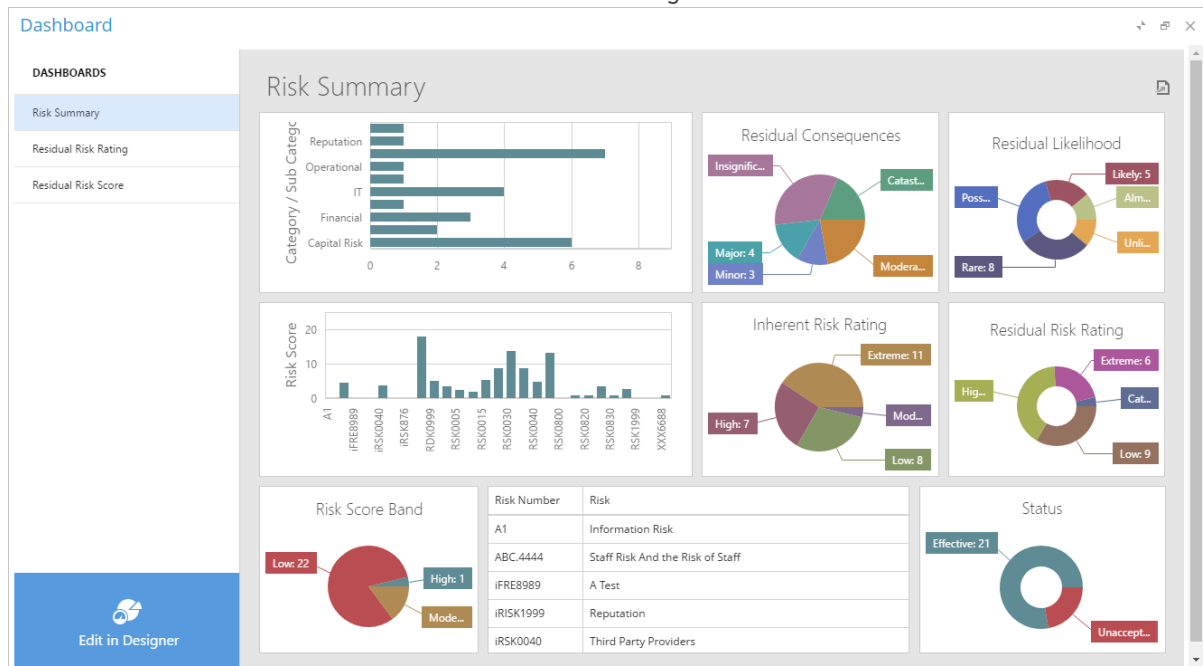 Dashboard
DASHBOARDS
Risk Summary
Residual Risk Rating
Residual Risk Score
Edit in Designer
Risk Summary
Category / Sub Catego
Reputation
Operational
IT
Financial
Capital Risk
0 2 4 6 8
Residual Consequences
Insignific...
Catast...
Major: 4
Minor: 3
Modera...
Residual Likelihood
Likely: 5
Poss...
Alm...
Unli...
Rare: 8
Risk Score
20
10
0
A1
iFRE8989
iRSK0040
iRSK876
RDK0999
RSK0005
RSK0015
RSK0030
RSK0040
RSK0800
RSK0820
RSK0830
RSK1999
XXX6688
Inherent Risk Rating
Extreme: 11
Mod...
High: 7
Low: 8
Residual Risk Rating
Extreme: 6
Hig...
Cat...
Low: 9
Risk Score Band
Low: 22
High: 1
Mode...
Risk Number Risk
A1 Information Risk
ABC.4444 Staff Risk And the Risk of Staff
iFRE8989 A Test
iRISK1999 Reputation
iRSK0040 Third Party Providers
Status
Effective: 21
Unaccept...